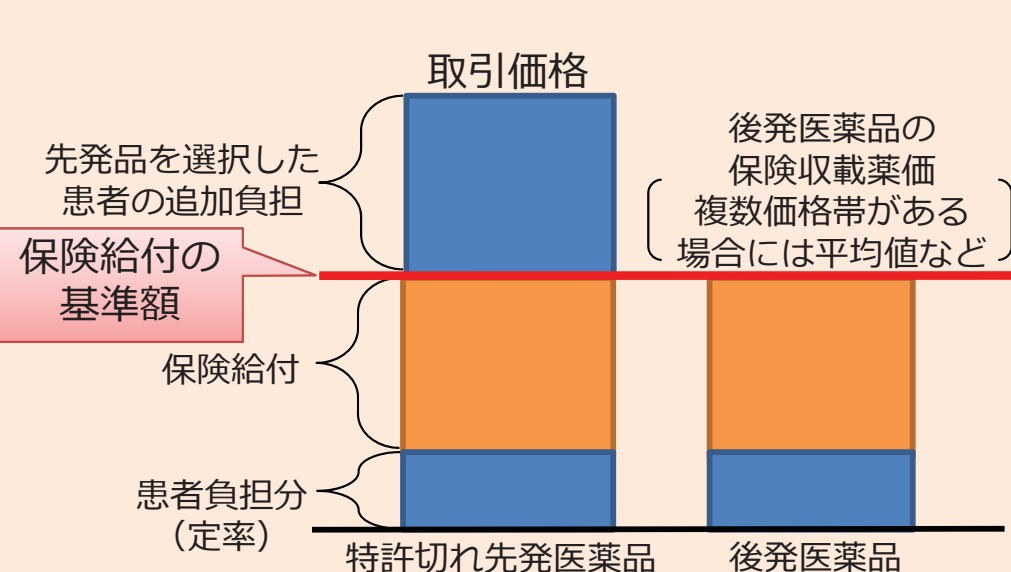 取引価格
先発品を選択した
患者の追加負担
後発医薬品の
保険収載薬価
複数価格帯がある
場合には平均値など
保険給付の
基準額
保険給付
患者負担分
（定率）
特許切れ先発医薬品
後発医薬品